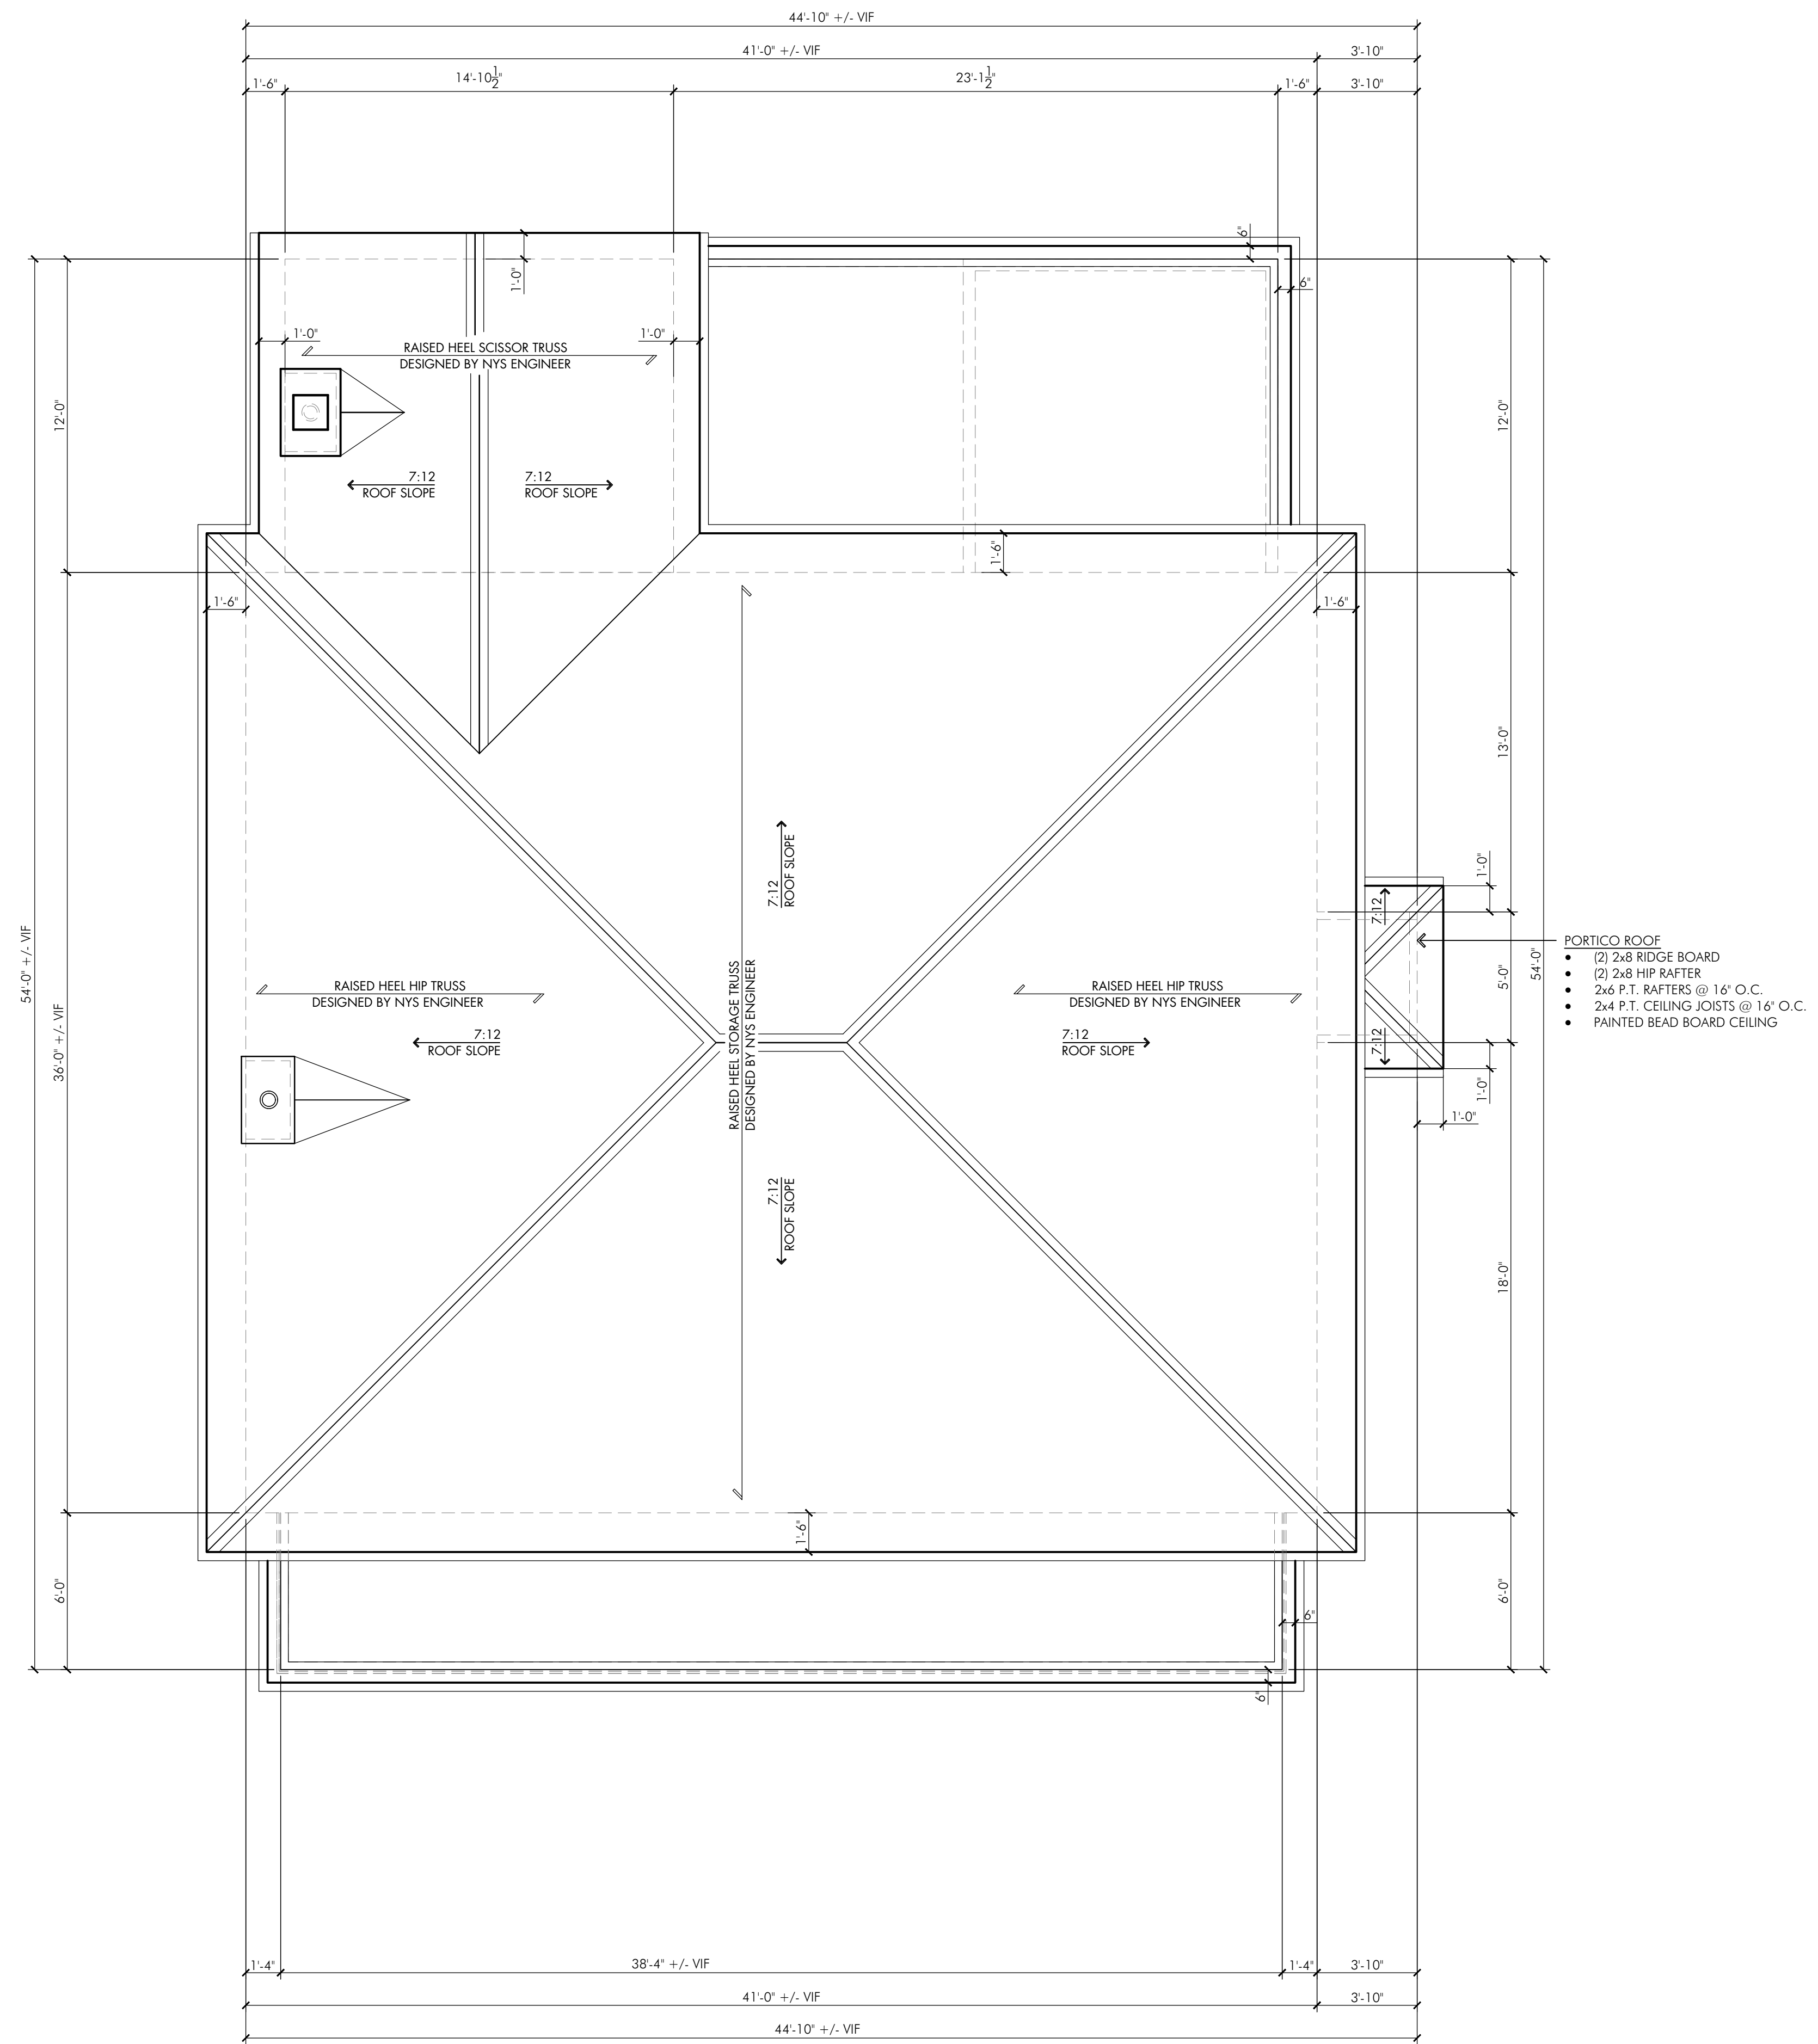 44'-10" +/- VIF
41'-0" +/- VIF
3'-10"
1'-6"
14'-10 1/2"
23'-1 1/2"
1'-6"
3'-10"
6"
1'-0"
6"
1'-0"
1'-0"
RAISED HEEL SCISSOR TRUSS
DESIGNED BY NYS ENGINEER
12'-0"
12'-0"
7:12
ROOF SLOPE
7:12
ROOF SLOPE
1'-6"
1'-6"
1'-6"
13'-0"
7:12
ROOF SLOPE
1'-0"
7:12
54'-0" +/- VIF
36'-0" +/- VIF
RAISED HEEL HIP TRUSS
DESIGNED BY NYS ENGINEER
7:12
ROOF SLOPE
RAISED HEEL STORAGE TRUSS
DESIGNED BY NYS ENGINEER
RAISED HEEL HIP TRUSS
DESIGNED BY NYS ENGINEER
7:12
ROOF SLOPE
5'-0"
54'-0"
PORTICO ROOF
• (2) 2x8 RIDGE BOARD
• (2) 2x8 HIP RAFTER
• 2x6 P.T. RAFTERS @ 16" O.C.
• 2x4 P.T. CEILING JOISTS @ 16" O.C.
• PAINTED BEAD BOARD CEILING
7:12
1'-0"
1'-0"
7:12
ROOF SLOPE
18'-0"
1'-6"
6'-0"
6'-0"
6"
6"
1'-4"
38'-4" +/- VIF
1'-4"
3'-10"
41'-0" +/- VIF
3'-10"
44'-10" +/- VIF